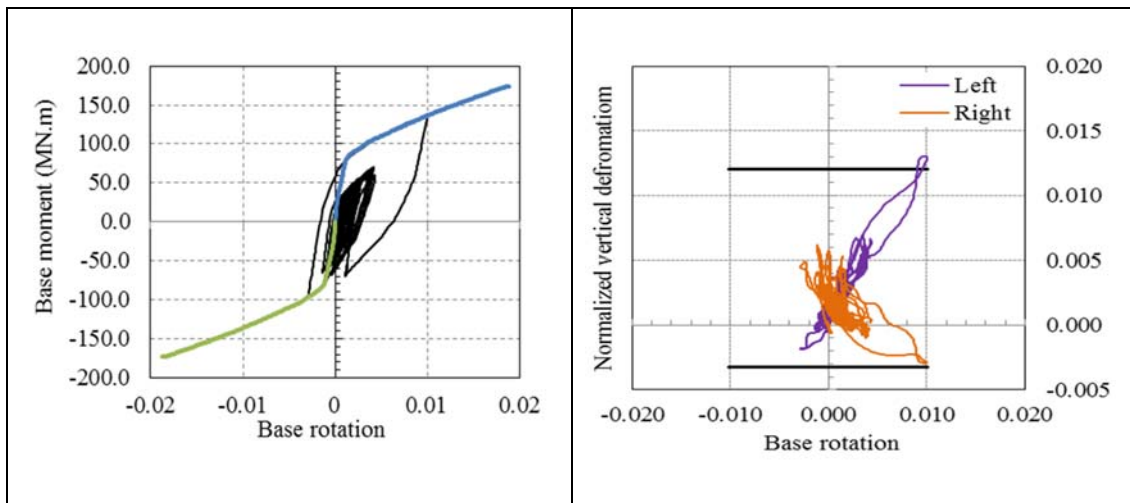 200.0
150.0
100.0
50.0
0.0
-50.0
-100.0
-150.0
-200.0
Base moment (MN.m)
-0.02 -0.01 0 0.01 0.02
Base rotation
Left
Right
0.020
0.015
0.010
0.005
0.000
-0.005
Normalized vertical defromatiom
-0.020 -0.010 0.000 0.010 0.020
Base rotation